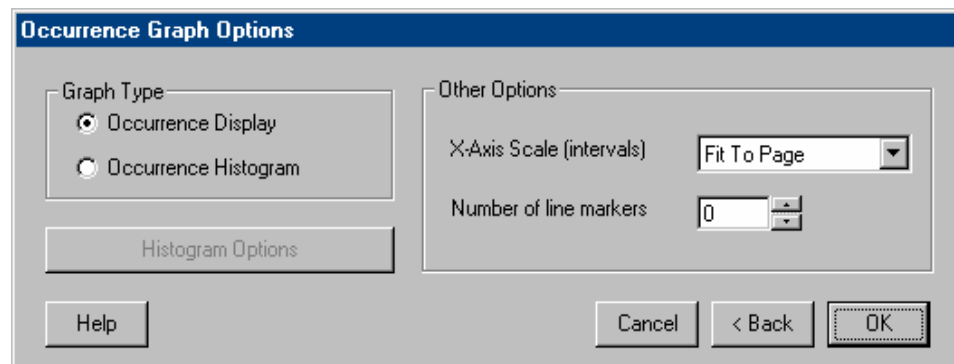 Occurrence Graph Options
Graph Type
Occurrence Display
Occurrence Histogram
Histogram Options
Other Options
X-Axis Scale (intervals)
Fit To Page
Number of line markers
0
Help
Cancel
< Back
OK